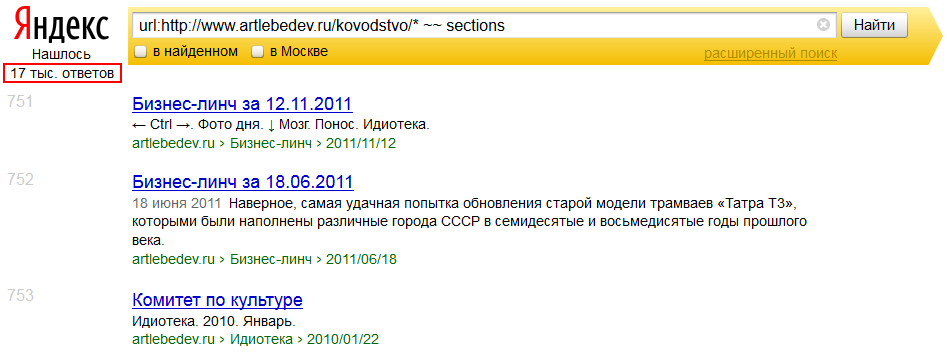 Яндекс
Нашлось
17 тыс. ответов
url:http://www.artlebedev.ru/kovodstvo/* ~~ sections
Найти
в найденном в Москве расширенный поиск
751
Бизнес-линч за 12.11.2011
← Ctrl →. Фото дня. ↓ Мозг. Понос. Идиотека.
artlebedev.ru › Бизнес-линч › 2011/11/12
752
Бизнес-линч за 18.06.2011
18 июня 2011 Наверное, самая удачная попытка обновления старой модели трамваев «Татра Т3»,
которыми были наполнены различные города СССР в семидесятые и восьмедисятые годы прошлого
века.
artlebedev.ru › Бизнес-линч › 2011/06/18
753
Комитет по культуре
Идиотека. 2010. Январь.
artlebedev.ru › Идиотека › 2010/01/22